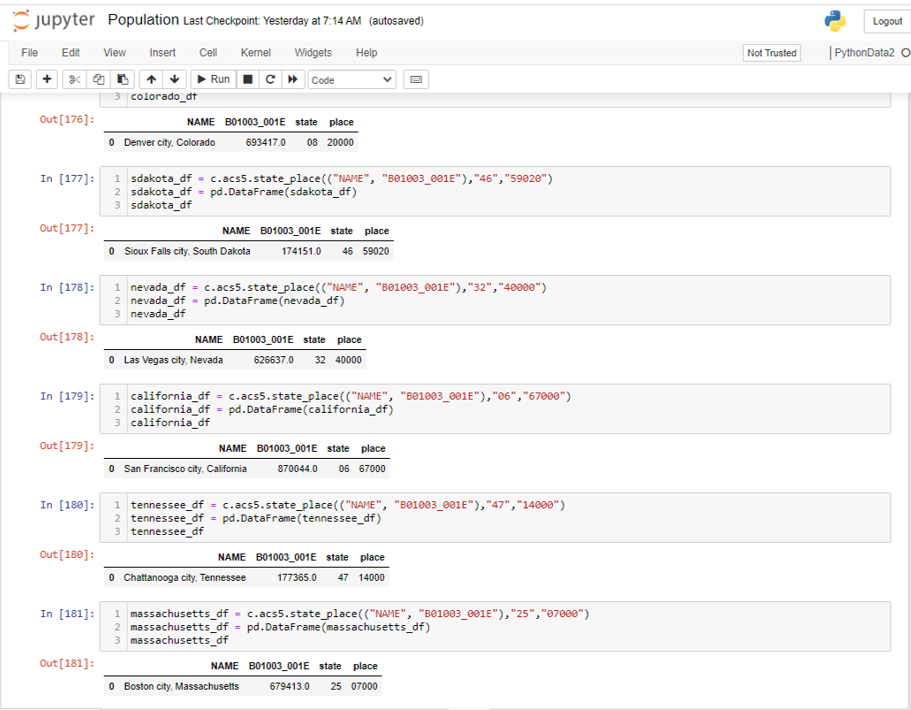 jupyter Population Last Checkpoint: Yesterday at 7:14 AM (autosaved) Logout
File Edit View Insert Cell Kernel Widgets Help Not Trusted PythonData2
Run Code
3 colorado_df
Out[176]:
NAME B01003_001E state place
0 Denver city, Colorado 693417.0 08 20000
In [177]:
1 sdakota_df = c.acs5.state_place(("NAME", "B01003_001E"),"46","59020")
2 sdakota_df = pd.DataFrame(sdakota_df)
3 sdakota_df
Out[177]:
NAME B01003_001E state place
0 Sioux Falls city, South Dakota 174151.0 46 59020
In [178]:
1 nevada_df = c.acs5.state_place(("NAME", "B01003_001E"),"32","40000")
2 nevada_df = pd.DataFrame(nevada_df)
3 nevada_df
Out[178]:
NAME B01003_001E state place
0 Las Vegas city, Nevada 626637.0 32 40000
In [179]:
1 california_df = c.acs5.state_place(("NAME", "B01003_001E"),"06","67000")
2 california_df = pd.DataFrame(california_df)
3 california_df
Out[179]:
NAME B01003_001E state place
0 San Francisco city, California 870044.0 06 67000
In [180]:
1 tennessee_df = c.acs5.state_place(("NAME", "B01003_001E"),"47","14000")
2 tennessee_df = pd.DataFrame(tennessee_df)
3 tennessee_df
Out[180]:
NAME B01003_001E state place
0 Chattanooga city, Tennessee 177365.0 47 14000
In [181]:
1 massachusetts_df = c.acs5.state_place(("NAME", "B01003_001E"),"25","07000")
2 massachusetts_df = pd.DataFrame(massachusetts_df)
3 massachusetts_df
Out[181]:
NAME B01003_001E state place
0 Boston city, Massachusetts 679413.0 25 07000